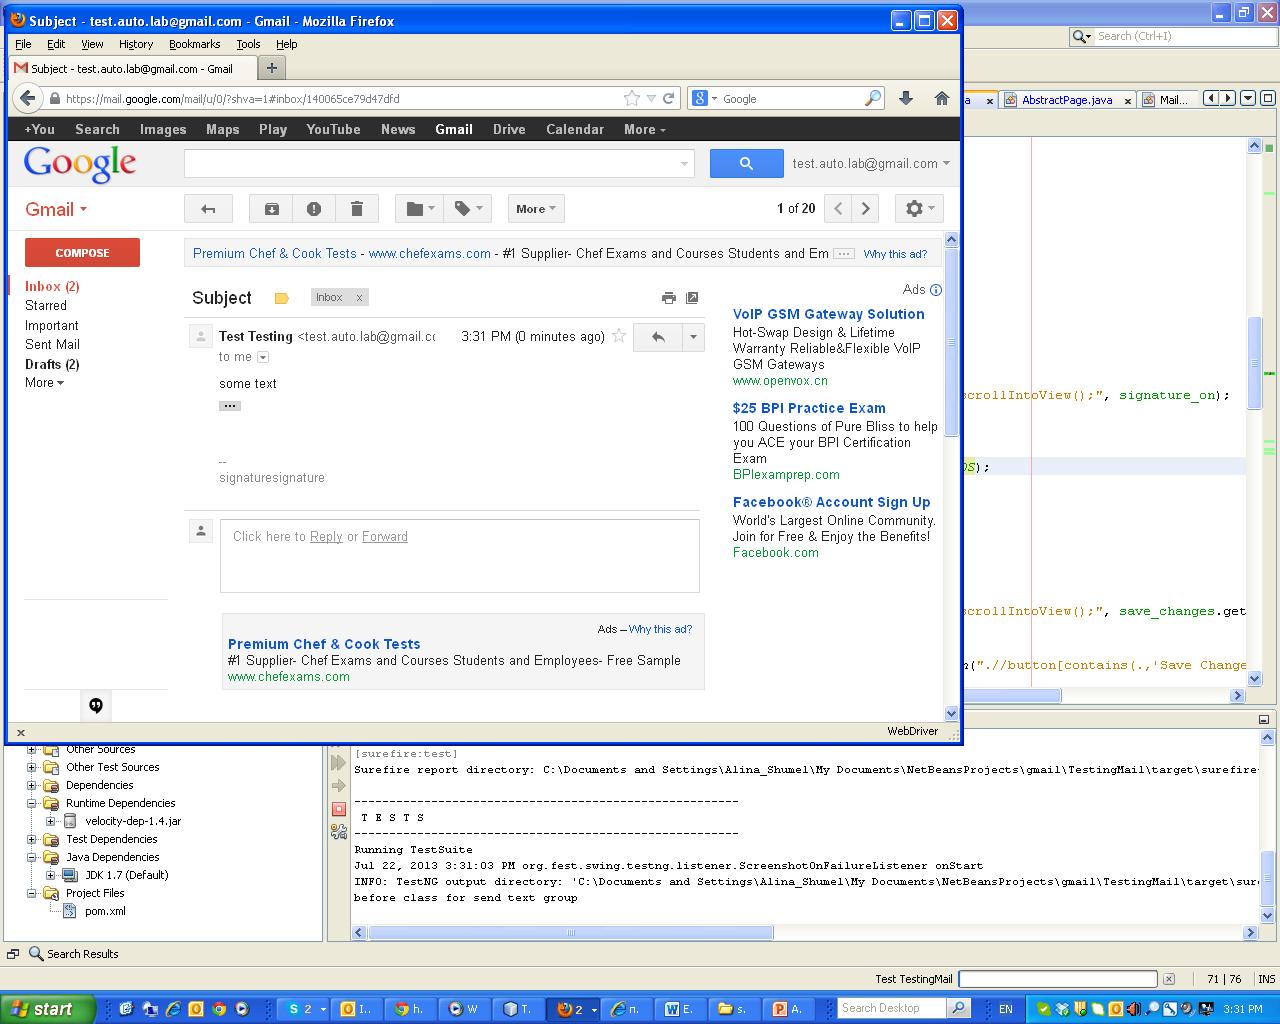 Subject - test.auto.lab@gmail.com - Gmail - Mozilla Firefox
File Edit View History Bookmarks Tools Help
Search (Ctrl+I)
Subject - test.auto.lab@gmail.com - Gmail
https://mail.google.com/mail/u/0/?shva=1#inbox/140065ce79d47dfd
Google
AbstractPage.java
Mail...
+You Search Images Maps Play YouTube News Gmail Drive Calendar More
Google
test.auto.lab@gmail.com
Gmail
More
1 of 20
COMPOSE
Premium Chef & Cook Tests - www.chefexams.com - #1 Supplier- Chef Exams and Courses Students and Em
Why this ad?
Inbox (2)
Starred
Important
Sent Mail
Drafts (2)
More
Subject
Inbox x
Test Testing <test.auto.lab@gmail.cc
3:31 PM (0 minutes ago)
to me
some text
--
signaturesignature
Click here to Reply or Forward
Ads – Why this ad?
Premium Chef & Cook Tests
#1 Supplier- Chef Exams and Courses Students and Employees- Free Sample
www.chefexams.com
Ads
VoIP GSM Gateway Solution
Hot-Swap Design & Lifetime
Warranty Reliable&Flexible VoIP
GSM Gateways
www.openvox.cn
$25 BPI Practice Exam
100 Questions of Pure Bliss to help
you ACE your BPI Certification
Exam
BPIexamprep.com
Facebook® Account Sign Up
World's Largest Online Community.
Join for Free & Enjoy the Benefits!
Facebook.com
crollIntoView();", signature_on);
OS);
crollIntoView();", save_changes.get
h(".//button[contains(.,'Save Change
x
WebDriver
Other Sources
Other Test Sources
Dependencies
Runtime Dependencies
velocity-dep-1.4.jar
Test Dependencies
Java Dependencies
JDK 1.7 (Default)
Project Files
pom.xml
[surefire:test]
Surefire report directory: C:\Documents and Settings\Alina_Shumel\My Documents\NetBeansProjects\gmail\TestingMail\target\surefire
-------------------------------------------------------
T E S T S
-------------------------------------------------------
Running TestSuite
Jul 22, 2013 3:31:03 PM org.fest.swing.testng.listener.ScreenshotOnFailureListener onStart
INFO: TestNG output directory: 'C:\Documents and Settings\Alina_Shumel\My Documents\NetBeansProjects\gmail\TestingMail\target\sure
before class for send text group
Search Results
Test TestingMail
71 | 76
INS
start
S 2
I..
h.
W
T.
2
n.
E.
s.
A.
Search Desktop
EN
3:31 PM